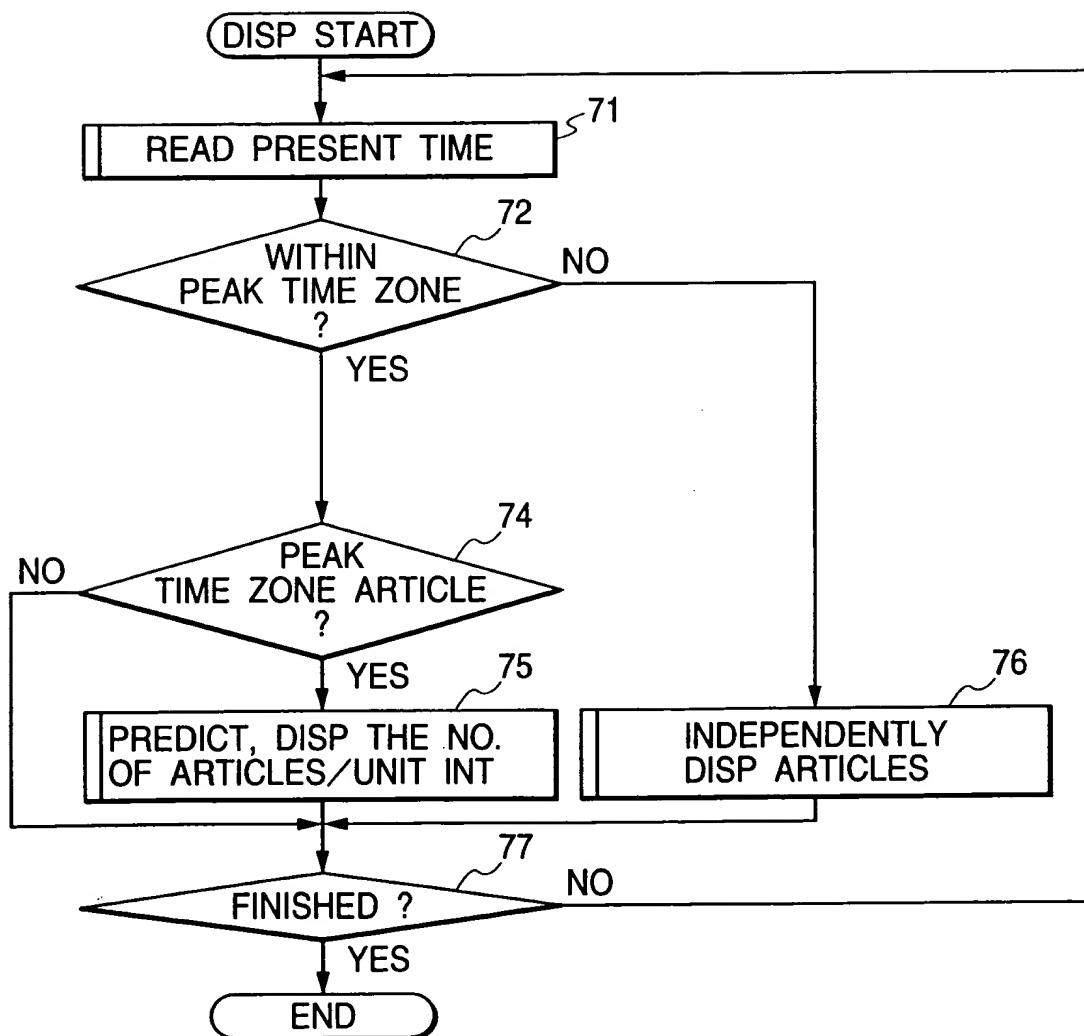 DISP START
71
READ PRESENT TIME
72
WITHIN
PEAK TIME ZONE
?
NO
YES
74
PEAK
TIME ZONE ARTICLE
?
NO
YES
75
PREDICT, DISP THE NO.
OF ARTICLES/UNIT INT
76
INDEPENDENTLY
DISP ARTICLES
77
FINISHED ?
NO
YES
END